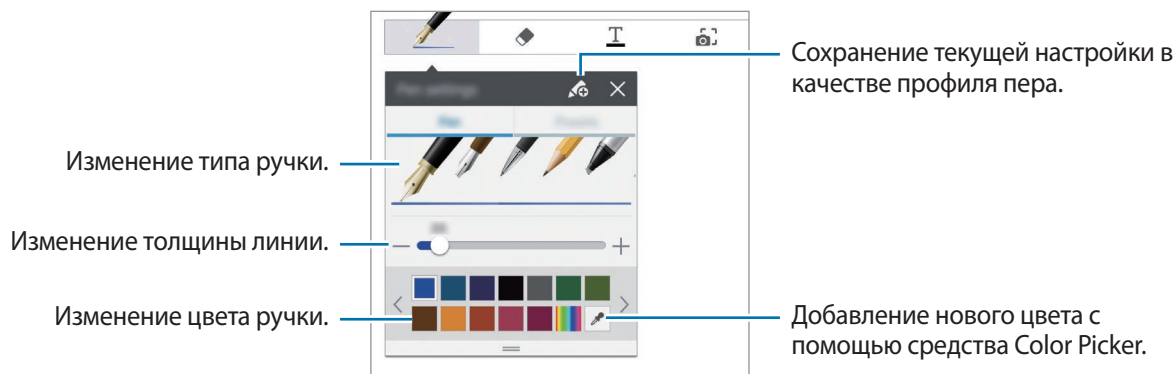 T
Сохранение текущей настройки в
качестве профиля пера.
Изменение типа ручки.
Изменение толщины линии.
Изменение цвета ручки.
Добавление нового цвета с
помощью средства Color Picker.